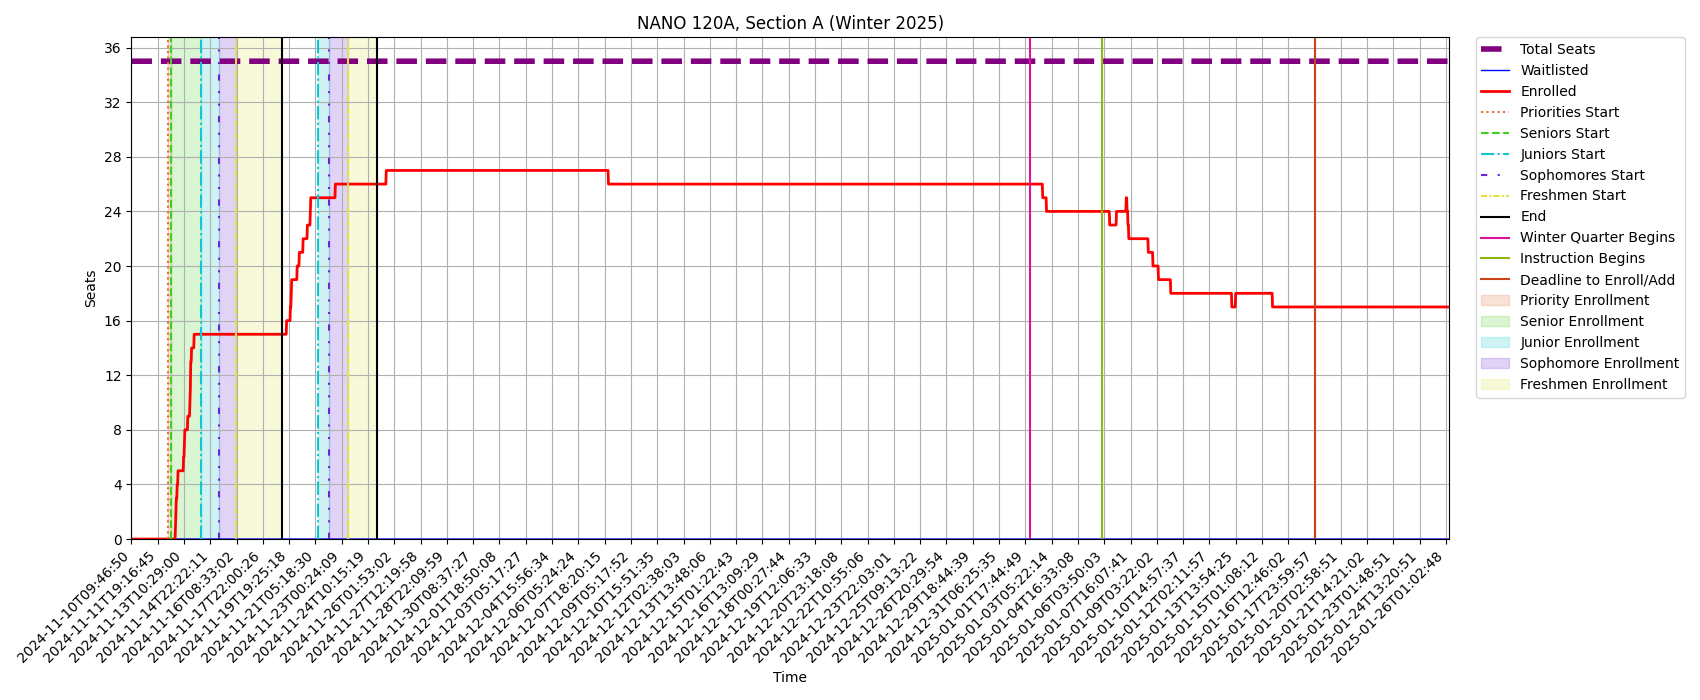 NANO 120A, Section A (Winter 2025)
Seats
36
32
28
24
20
16
12
8
4
0
2024-11-10T09:46:50
2024-11-11T19:16:45
2024-11-13T10:29:00
2024-11-14T22:22:11
2024-11-16T08:33:02
2024-11-17T22:00:26
2024-11-19T19:25:18
2024-11-21T05:18:30
2024-11-23T00:24:09
2024-11-24T10:15:19
2024-11-26T01:53:02
2024-11-27T12:19:58
2024-11-28T22:09:59
2024-11-30T08:37:27
2024-12-01T18:50:08
2024-12-03T05:17:27
2024-12-04T15:56:34
2024-12-06T05:24:24
2024-12-07T18:20:15
2024-12-09T05:17:52
2024-12-10T15:51:35
2024-12-12T02:38:03
2024-12-13T13:48:06
2024-12-15T01:22:43
2024-12-16T13:09:29
2024-12-18T00:27:44
2024-12-19T12:06:33
2024-12-20T23:18:08
2024-12-22T10:55:06
2024-12-23T22:03:01
2024-12-25T09:13:22
2024-12-26T20:29:54
2024-12-29T18:44:39
2024-12-31T06:25:35
2025-01-01T17:44:49
2025-01-03T05:22:14
2025-01-04T16:33:08
2025-01-06T03:50:03
2025-01-07T16:07:41
2025-01-09T03:22:02
2025-01-10T14:57:37
2025-01-12T02:11:57
2025-01-13T13:54:25
2025-01-15T01:08:12
2025-01-16T12:46:02
2025-01-17T23:59:57
2025-01-20T02:58:51
2025-01-21T14:21:02
2025-01-23T01:48:51
2025-01-24T13:20:51
2025-01-26T01:02:48
Time
Total Seats
Waitlisted
Enrolled
Priorities Start
Seniors Start
Juniors Start
Sophomores Start
Freshmen Start
End
Winter Quarter Begins
Instruction Begins
Deadline to Enroll/Add
Priority Enrollment
Senior Enrollment
Junior Enrollment
Sophomore Enrollment
Freshmen Enrollment